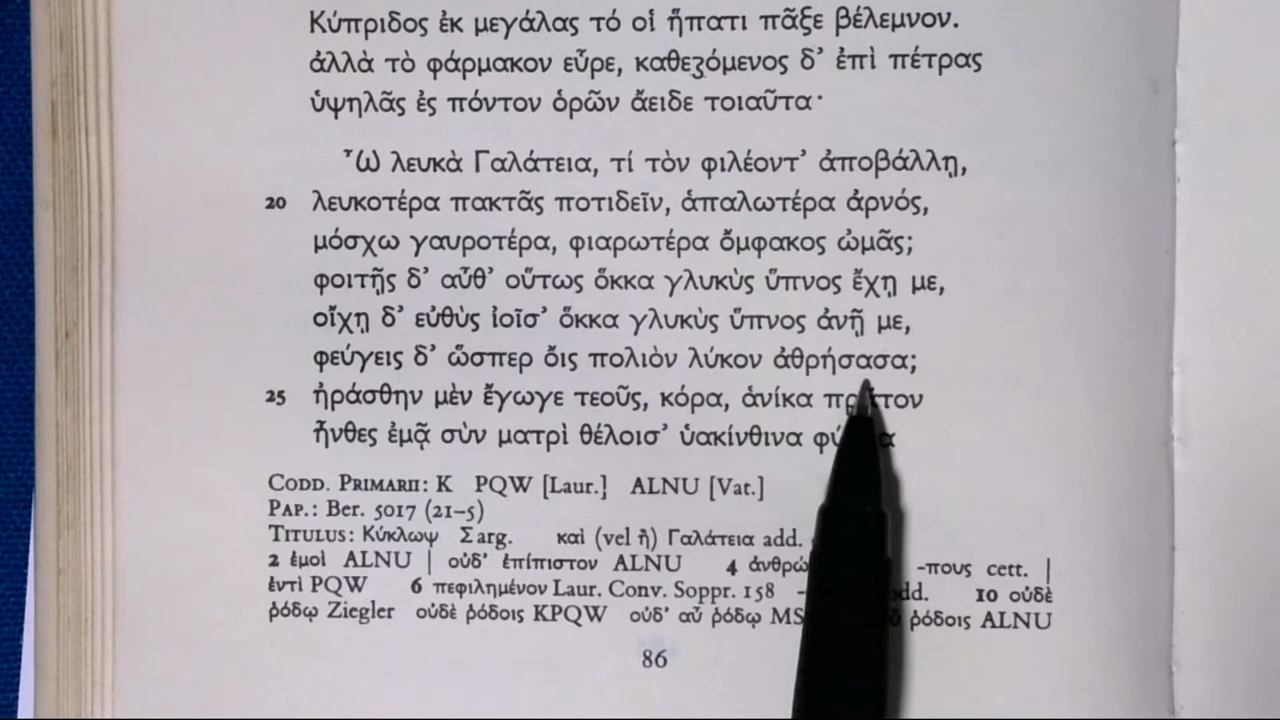 Κύπριδος ἐκ μεγάλας τό οἱ ἥπατι πᾶξε βέλεμνον.
ἀλλὰ τὸ φάρμακον εὗρε, καθεζόμενος δ’ ἐπὶ πέτρας
ὑψηλᾶς ἐς πόντον ὁρῶν ἄειδε τοιαῦτα·
Ὦ λευκὰ Γαλάτεια, τί τὸν φιλέοντ’ ἀποβάλλῃ,
20 λευκοτέρα πακτᾶς ποτιδεῖν, ἁπαλωτέρα ἀρνός,
μόσχω γαυροτέρα, φιαρωτέρα ὄμφακος ὠμᾶς;
φοιτῇς δ’ αὖθ’ οὕτως ὅκκα γλυκὺς ὕπνος ἔχῃ με,
οἴχῃ δ’ εὐθὺς ἰοῖσ’ ὅκκα γλυκὺς ὕπνος ἀνῇ με,
φεύγεις δ’ ὥσπερ ὄις πολιὸν λύκον ἀθρήσασα;
25 ἠράσθην μὲν ἔγωγε τεοῦς, κόρα, ἁνίκα
ἦνθες ἐμᾷ σὺν ματρὶ θέλοισ’ ὑακίνθινα
Codd. Primarii: K PQW [Laur.] ALNU [Vat.]
Pap.: Ber. 5017 (21–5)
Titulus: Κύκλωψ Σarg. καὶ (vel ἢ) Γαλάτεια add.
2 ἐμοὶ ALNU | οὐδ’ ἐπίπιστον ALNU 4 -πους cett. |
ἐντὶ PQW 6 πεφιλημένον Laur. Conv. Soppr. 158 10 οὐδὲ
ῥόδῳ Ziegler οὐδὲ ῥόδοις KPQW οὐδ’ αὖ ῥόδῳ ῥόδοις ALNU
86